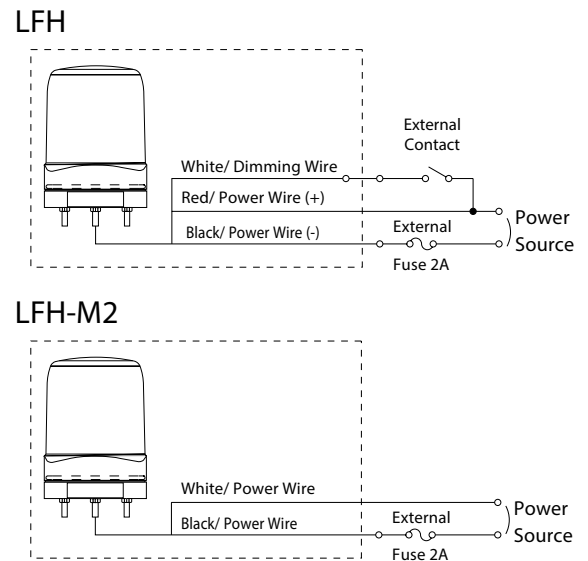 LFH
External
Contact
White/ Dimming Wire
Red/ Power Wire (+)
Black/ Power Wire (-)
External
Fuse 2A
Power
Source
LFH-M2
White/ Power Wire
Black/ Power Wire
External
Fuse 2A
Power
Source